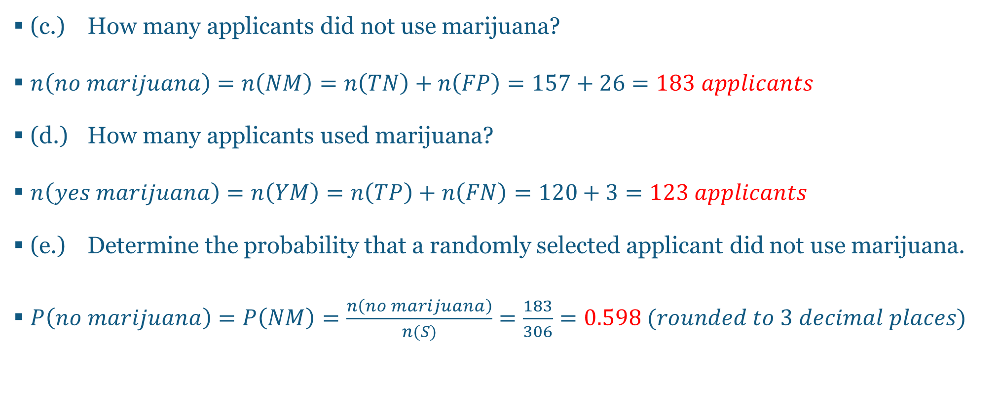 ▪ (c.) How many applicants did not use marijuana?
▪ n(no marijuana) = n(NM) = n(TN) + n(FP) = 157 + 26 = 183 applicants
▪ (d.) How many applicants used marijuana?
▪ n(yes marijuana) = n(YM) = n(TP) + n(FN) = 120 + 3 = 123 applicants
▪ (e.) Determine the probability that a randomly selected applicant did not use marijuana.
▪ P(no marijuana) = P(NM) = n(no marijuana)/n(S) = 183/306 = 0.598 (rounded to 3 decimal places)